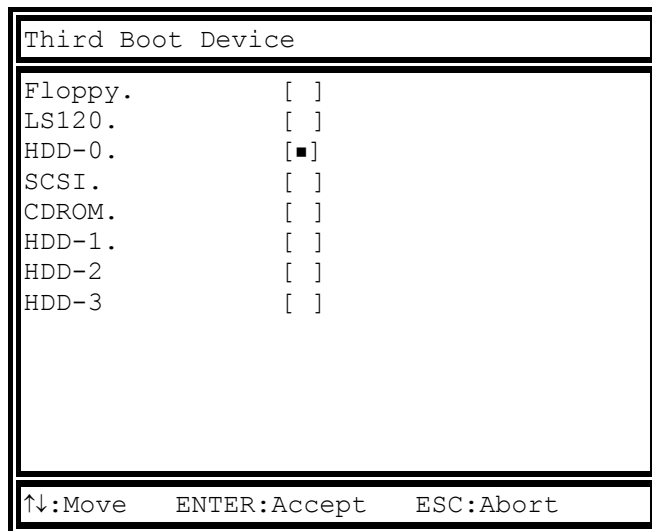 Third Boot Device
Floppy. [ ]
LS120. [ ]
HDD-0. [■]
SCSI. [ ]
CDROM. [ ]
HDD-1. [ ]
HDD-2 [ ]
HDD-3 [ ]
↑↓:Move ENTER:Accept ESC:Abort